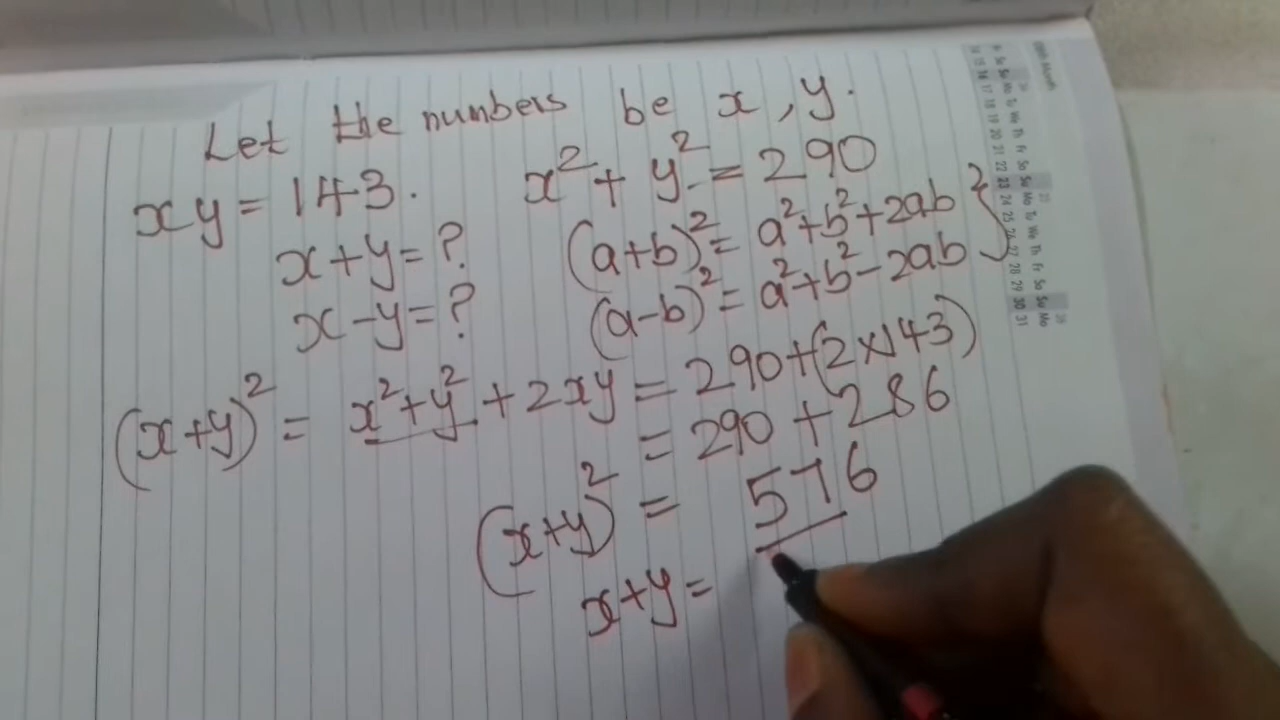 Let the numbers be x, y.
xy = 143. x² + y² = 290
x + y = ? (a+b)² = a² + b² + 2ab }
x - y = ? (a-b)² = a² + b² - 2ab
(x+y)² = x² + y² + 2xy = 290 + (2×143)
= 290 + 286
(x+y)² = 576
x + y =